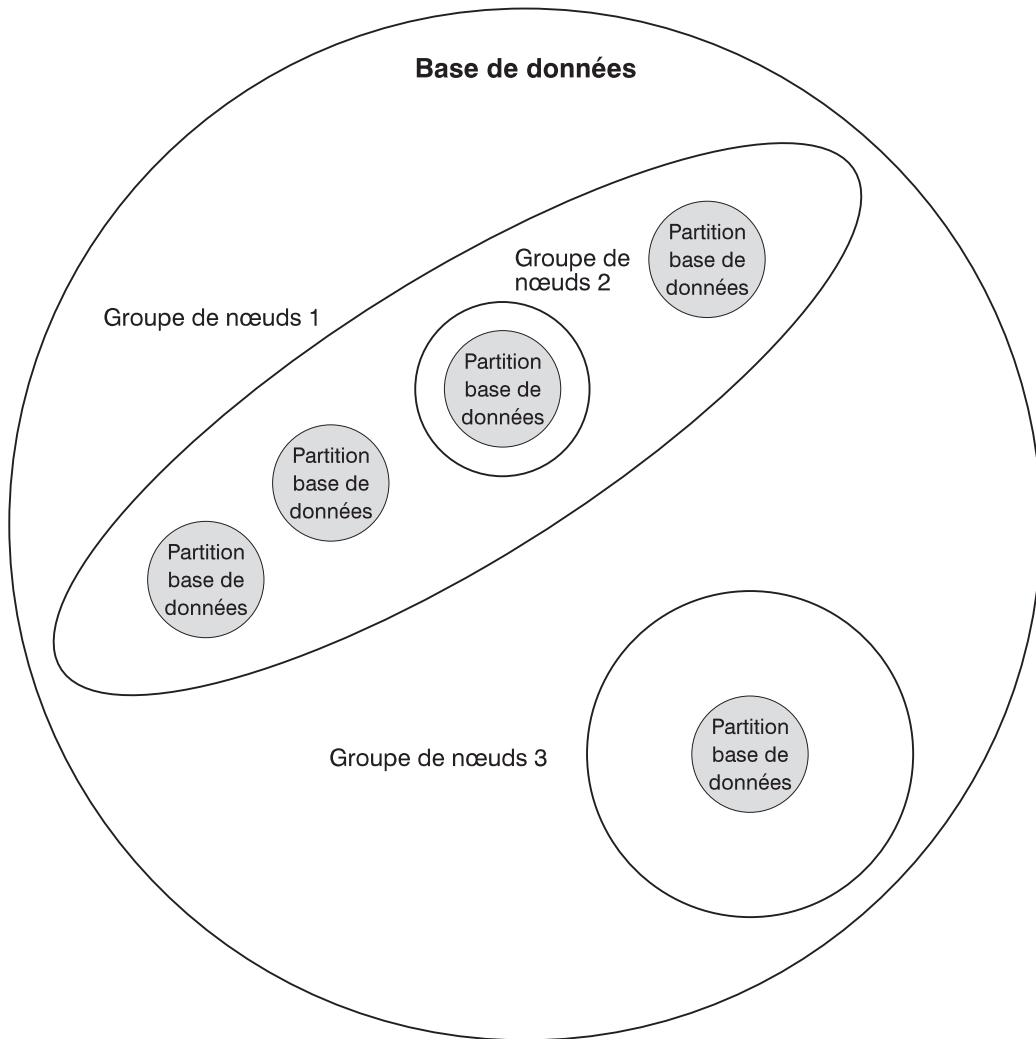 Base de données
Partition
base de
données
Groupe de
nœuds 2
Groupe de nœuds 1
Partition
base de
données
Partition
base de
données
Partition
base de
données
Partition
base de
données
Groupe de nœuds 3